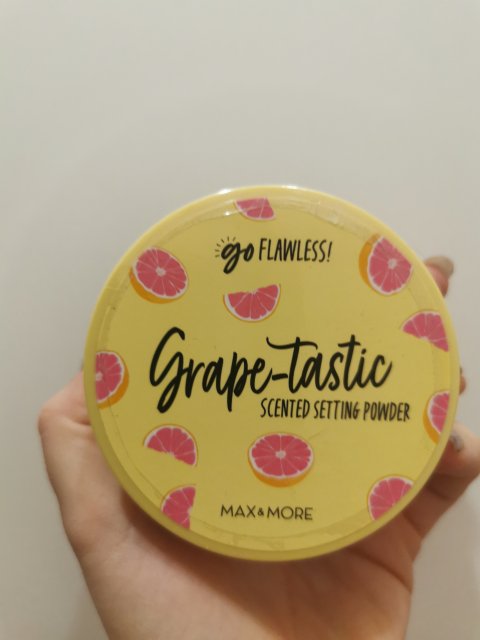 go FLAWLESS!
Grape-tastic
SCENTED SETTING POWDER
MAX & MORE